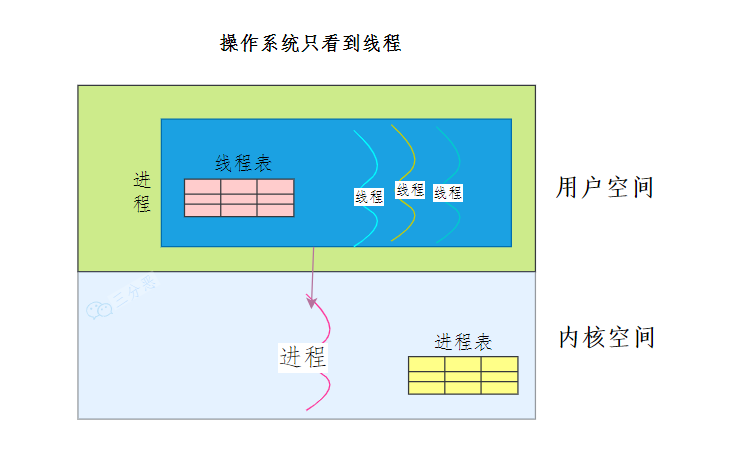 操作系统只看到线程
线程表
进程
线程
线程
线程
用户空间
三分恶
进程
进程表
内核空间